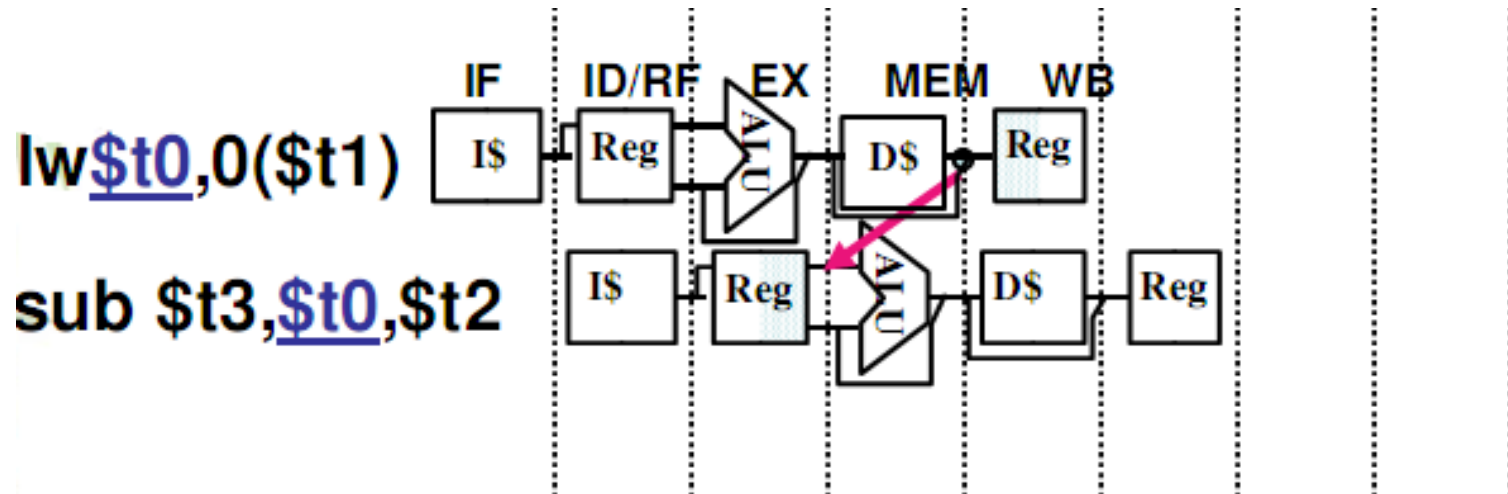 IF ID/RF EX MEM WB
lw$t0,0($t1) I$ Reg ALU D$ Reg
sub $t3,$t0,$t2 I$ Reg ALU D$ Reg